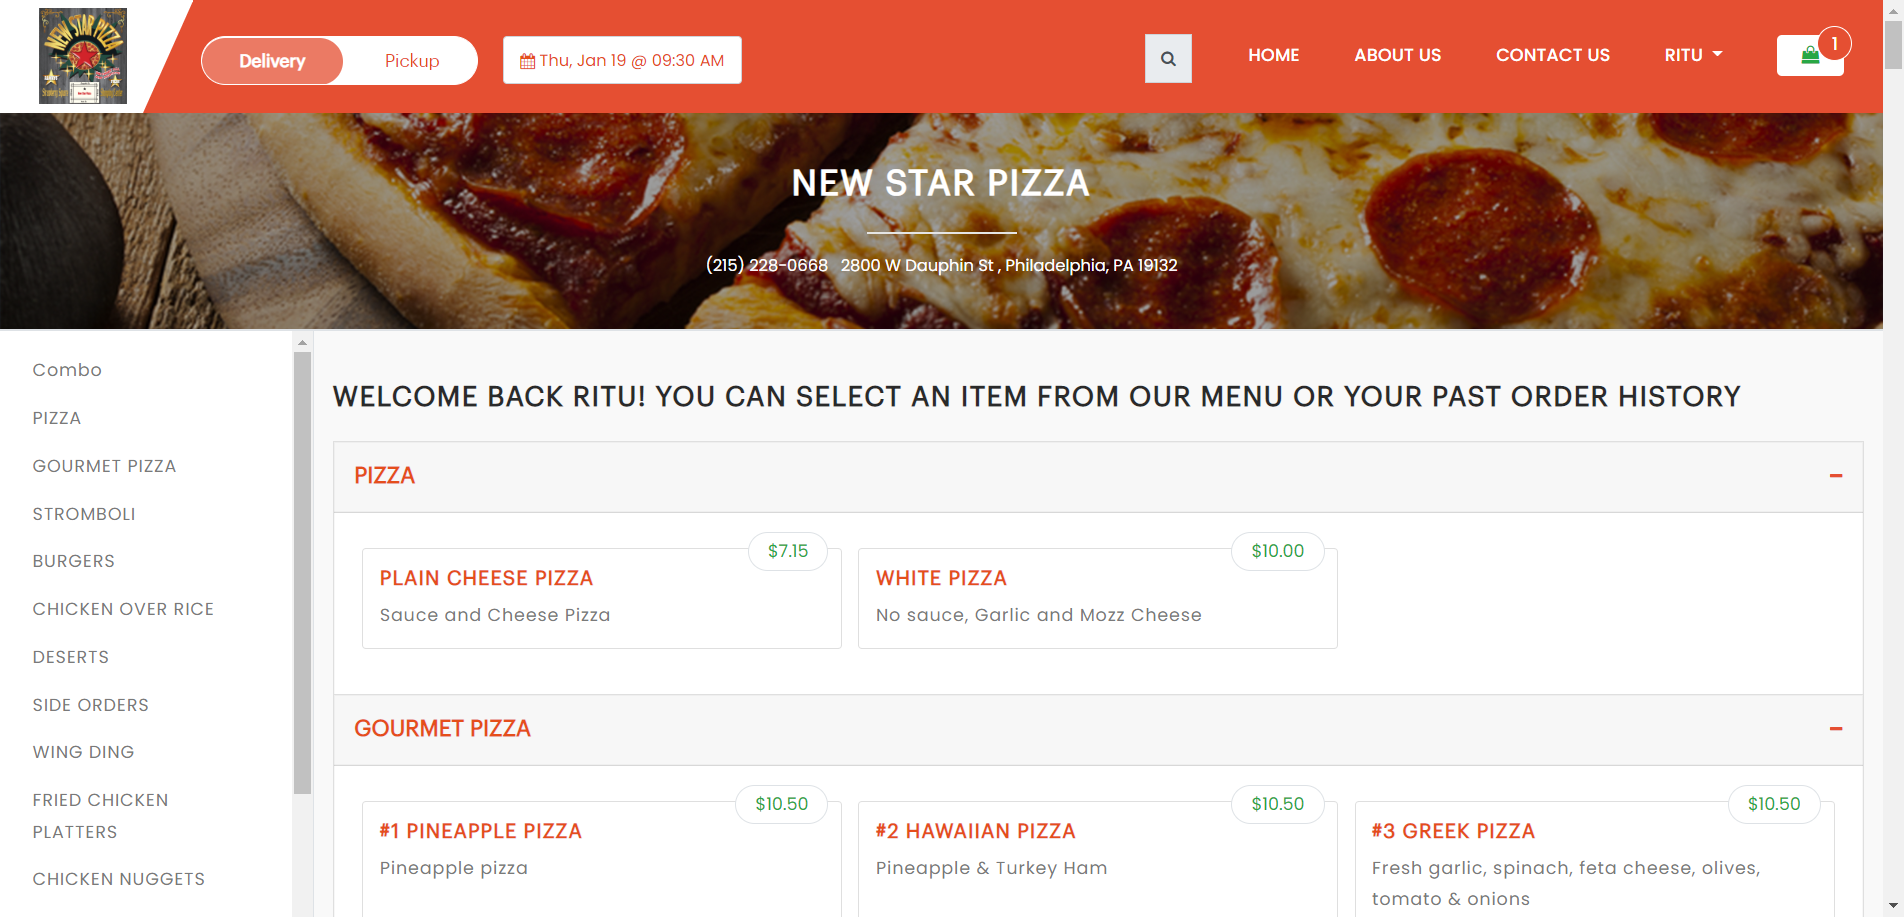 NEW STAR PIZZA
Delivery
Pickup
Thu, Jan 19 @ 09:30 AM
HOME
ABOUT US
CONTACT US
RITU
1
NEW STAR PIZZA
(215) 228-0668 2800 W Dauphin St , Philadelphia, PA 19132
Combo
PIZZA
GOURMET PIZZA
STROMBOLI
BURGERS
CHICKEN OVER RICE
DESERTS
SIDE ORDERS
WING DING
FRIED CHICKEN
PLATTERS
CHICKEN NUGGETS
WELCOME BACK RITU! YOU CAN SELECT AN ITEM FROM OUR MENU OR YOUR PAST ORDER HISTORY
PIZZA
$7.15
PLAIN CHEESE PIZZA
Sauce and Cheese Pizza
$10.00
WHITE PIZZA
No sauce, Garlic and Mozz Cheese
GOURMET PIZZA
$10.50
#1 PINEAPPLE PIZZA
Pineapple pizza
$10.50
#2 HAWAIIAN PIZZA
Pineapple & Turkey Ham
$10.50
#3 GREEK PIZZA
Fresh garlic, spinach, feta cheese, olives,
tomato & onions